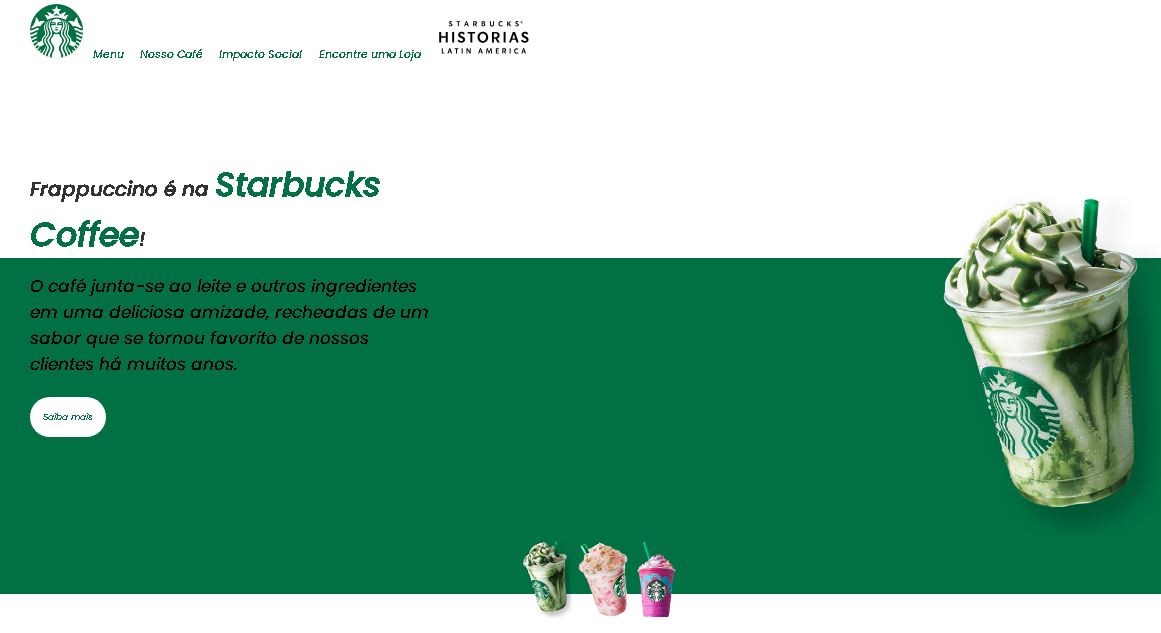 Menu Nosso Café Impacto Social Encontre uma Loja
STARBUCKS®
HISTORIAS
LATIN AMERICA
Frappuccino é na Starbucks
Coffee!
O café junta-se ao leite e outros ingredientes
em uma deliciosa amizade, recheadas de um
sabor que se tornou favorito de nossos
clientes há muitos anos.
Saiba mais